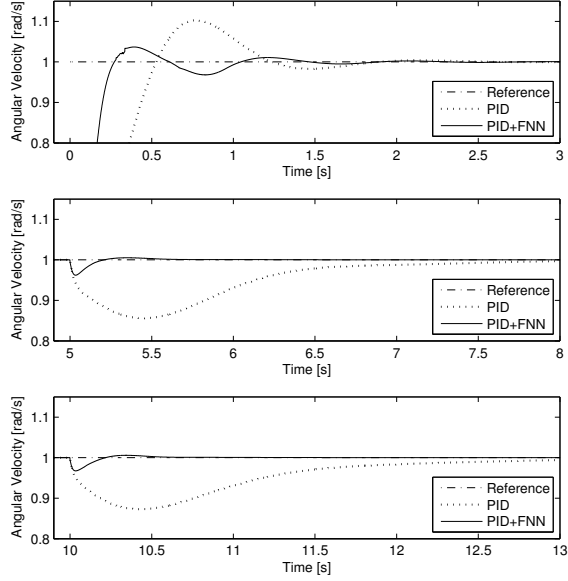 Angular Velocity [rad/s]
1.1
1
0.9
0.8
0
0.5
1
1.5
2
2.5
3
Time [s]
Reference
PID
PID+FNN
Angular Velocity [rad/s]
1.1
1
0.9
0.8
5
5.5
6
6.5
7
7.5
8
Time [s]
Reference
PID
PID+FNN
Angular Velocity [rad/s]
1.1
1
0.9
0.8
10
10.5
11
11.5
12
12.5
13
Time [s]
Reference
PID
PID+FNN